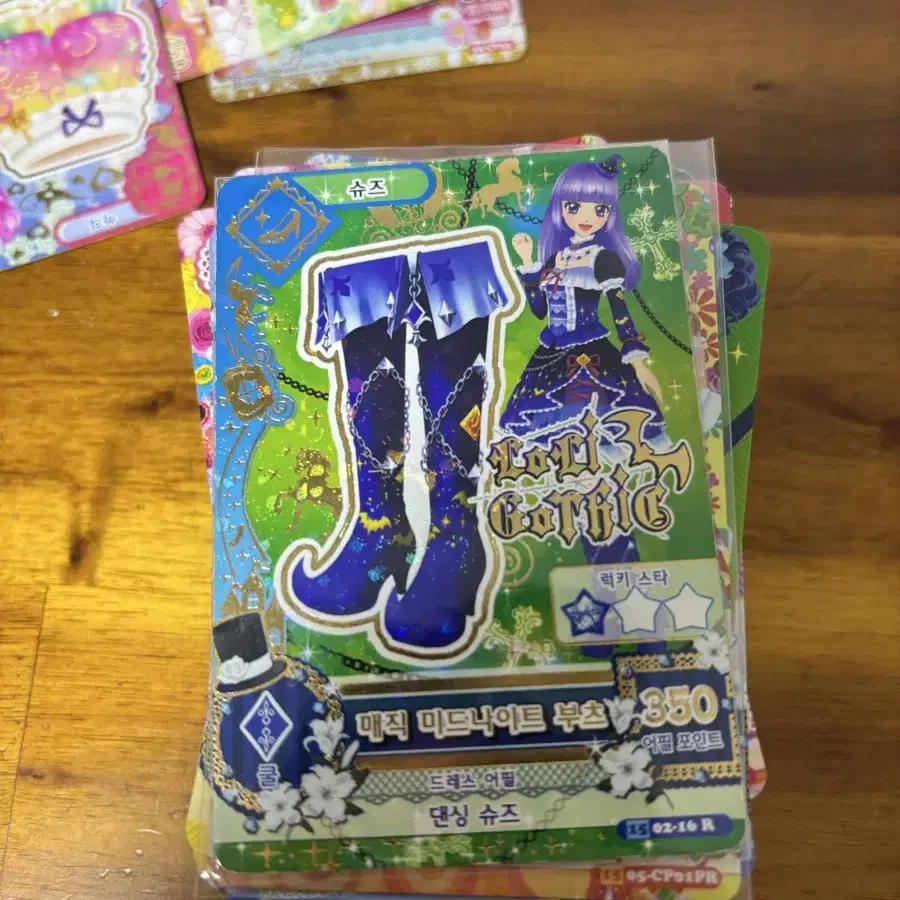 슈즈
LoLi
GoTHiC
럭키 스타
매직 미드나이트 부츠
350
어필 포인트
쿨
드레스 어필
댄싱 슈즈
15 02-16 R
15 05-CP01PR